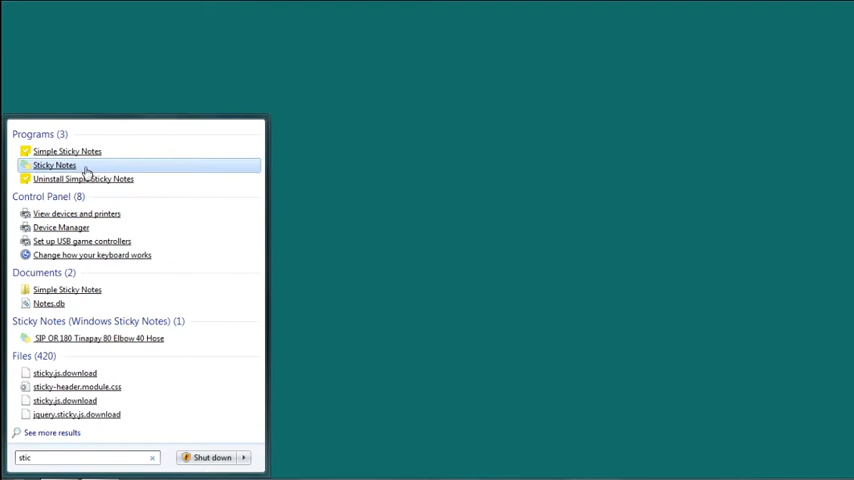 Programs (3)
Simple Sticky Notes
Sticky Notes
Uninstall Simple Sticky Notes
Control Panel (8)
View devices and printers
Device Manager
Set up USB game controllers
Change how your keyboard works
Documents (2)
Simple Sticky Notes
Notes.db
Sticky Notes (Windows Sticky Notes) (1)
SIP OR 180 Tinapay 80 Elbow 40 Hose
Files (420)
sticky.js.download
sticky-header.module.css
sticky.js.download
jquery.sticky.js.download
See more results
stic
Shut down